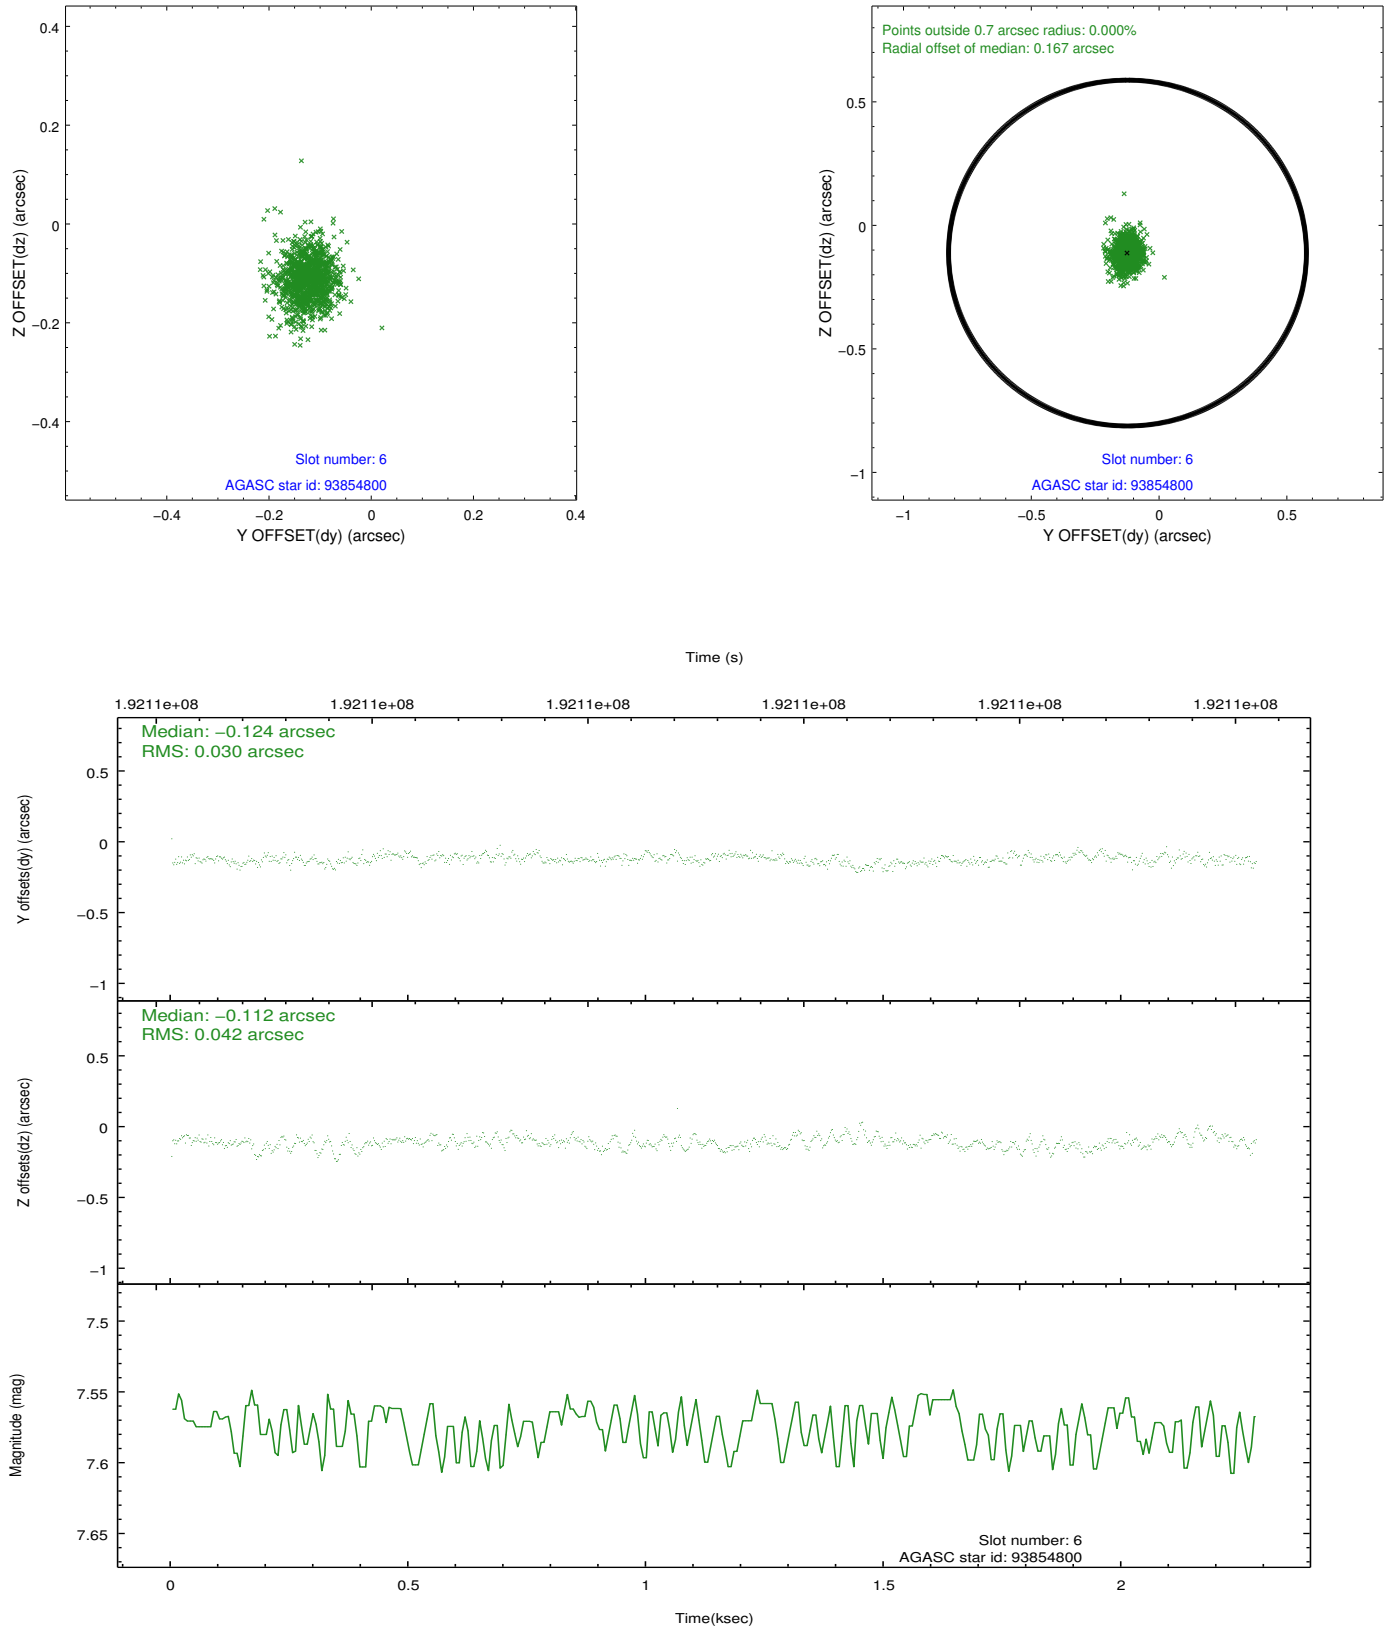 0.4
0.2
0
−0.2
−0.4
Z OFFSET(dz) (arcsec)
Slot number: 6
AGASC star id: 93854800
−0.4
−0.2
0
0.2
0.4
Y OFFSET(dy) (arcsec)
Points outside 0.7 arcsec radius: 0.000%
Radial offset of median: 0.167 arcsec
0.5
0
−0.5
−1
Z OFFSET(dz) (arcsec)
Slot number: 6
AGASC star id: 93854800
−1
−0.5
0
0.5
Y OFFSET(dy) (arcsec)
Time (s)
1.9211e+08
1.9211e+08
1.9211e+08
1.9211e+08
1.9211e+08
1.9211e+08
Median: −0.124 arcsec
RMS: 0.030 arcsec
0.5
0
−0.5
−1
Y offsets(dy) (arcsec)
Median: −0.112 arcsec
RMS: 0.042 arcsec
0.5
0
−0.5
−1
Z offsets(dz) (arcsec)
7.5
7.55
7.6
7.65
Magnitude (mag)
Slot number: 6
AGASC star id: 93854800
0
0.5
1
1.5
2
Time(ksec)